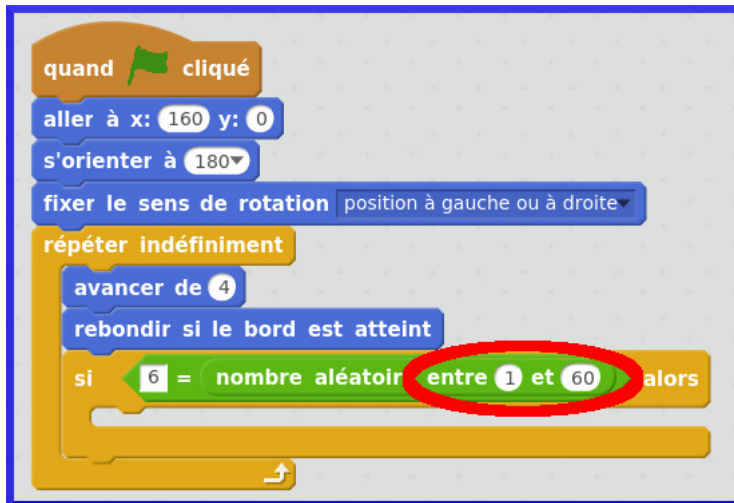 quand cliqué
aller à x: 160 y: 0
s'orienter à 180
fixer le sens de rotation position à gauche ou à droite
répéter indéfiniment
avancer de 4
rebondir si le bord est atteint
si 6 = nombre aléatoir entre 1 et 60 alors